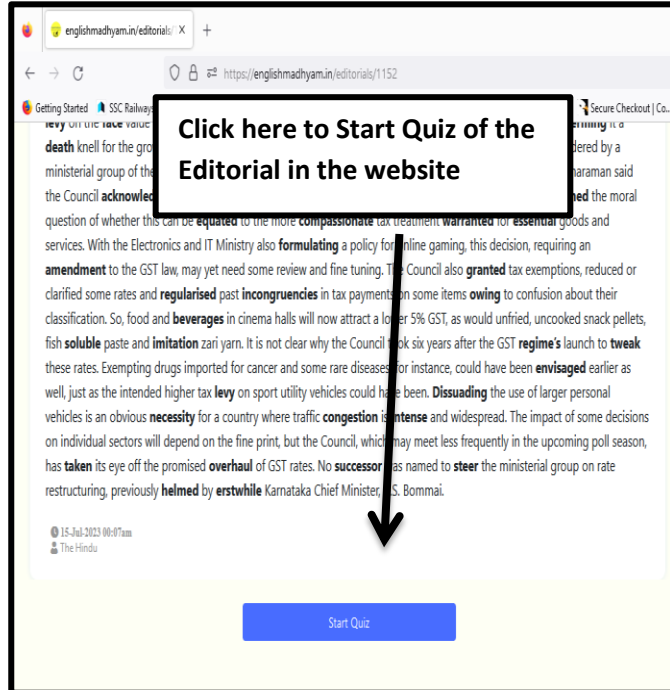 englishmadhyam.in/editorials/
https://englishmadhyam.in/editorials/1152
Getting Started SSC Railway Secure Checkout | Co..
Click here to Start Quiz of the
Editorial in the website
levy on the face value terming it a
death knell for the gro dered by a
ministerial group of the haraman said
the Council acknowled ned the moral
question of whether this can be equated to the more compassionate tax treatment warranted for essential goods and
services. With the Electronics and IT Ministry also formulating a policy for online gaming, this decision, requiring an
amendment to the GST law, may yet need some review and fine tuning. The Council also granted tax exemptions, reduced or
clarified some rates and regularised past incongruencies in tax payments on some items owing to confusion about their
classification. So, food and beverages in cinema halls will now attract a lower 5% GST, as would unfried, uncooked snack pellets,
fish soluble paste and imitation zari yarn. It is not clear why the Council took six years after the GST regime's launch to tweak
these rates. Exempting drugs imported for cancer and some rare diseases, for instance, could have been envisaged earlier as
well, just as the intended higher tax levy on sport utility vehicles could have been. Dissuading the use of larger personal
vehicles is an obvious necessity for a country where traffic congestion is intense and widespread. The impact of some decisions
on individual sectors will depend on the fine print, but the Council, which may meet less frequently in the upcoming poll season,
has taken its eye off the promised overhaul of GST rates. No successor was named to steer the ministerial group on rate
restructuring, previously helmed by erstwhile Karnataka Chief Minister, .S. Bommai.
15-Jul-2023 00:07am
The Hindu
Start Quiz